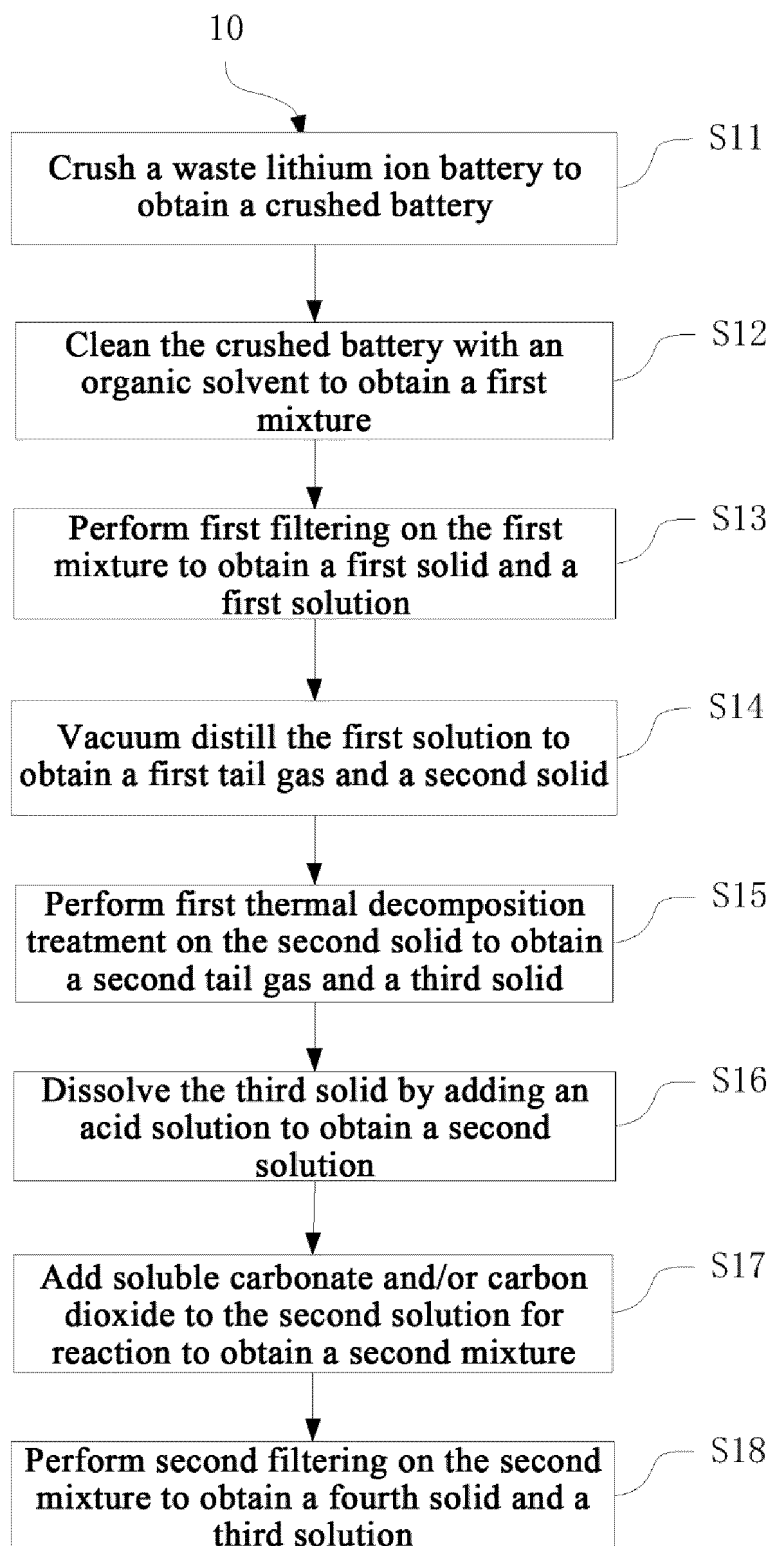 10
S11
Crush a waste lithium ion battery to
obtain a crushed battery
S12
Clean the crushed battery with an
organic solvent to obtain a first
mixture
S13
Perform first filtering on the first
mixture to obtain a first solid and a
first solution
S14
Vacuum distill the first solution to
obtain a first tail gas and a second solid
S15
Perform first thermal decomposition
treatment on the second solid to obtain
a second tail gas and a third solid
S16
Dissolve the third solid by adding an
acid solution to obtain a second
solution
S17
Add soluble carbonate and/or carbon
dioxide to the second solution for
reaction to obtain a second mixture
S18
Perform second filtering on the second
mixture to obtain a fourth solid and a
third solution